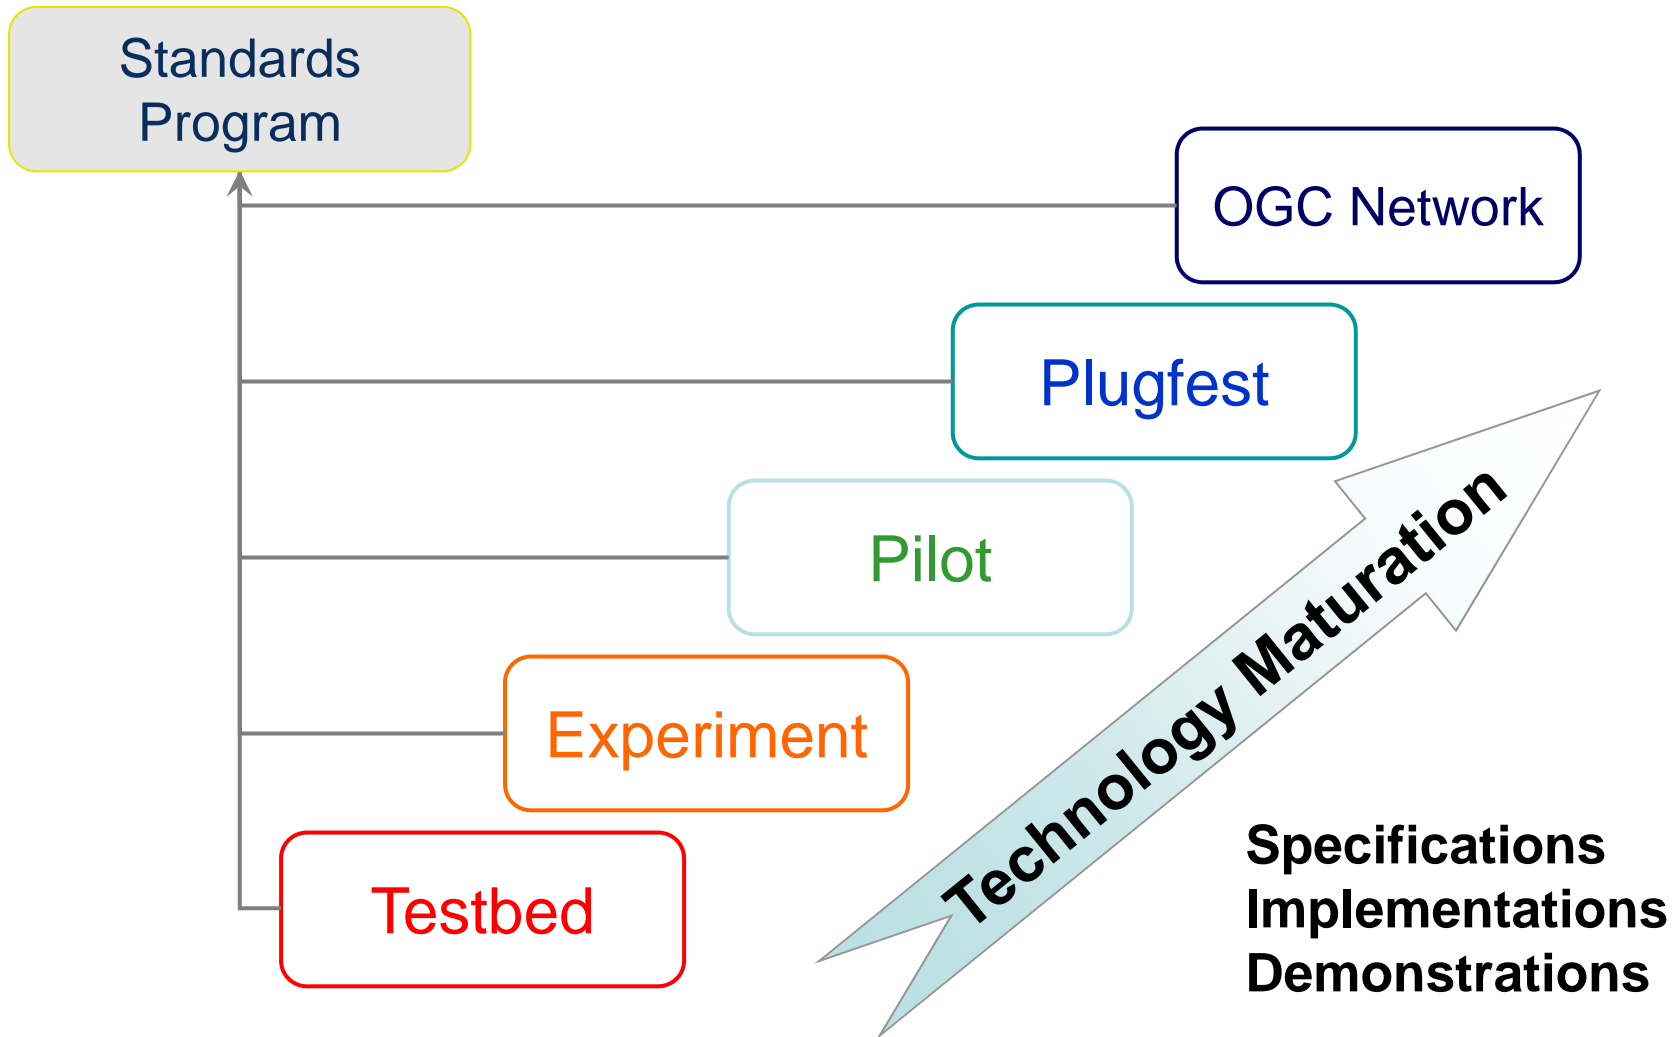 Standards
Program
OGC Network
Plugfest
Pilot
Experiment
Testbed
Technology Maturation
Specifications
Implementations
Demonstrations